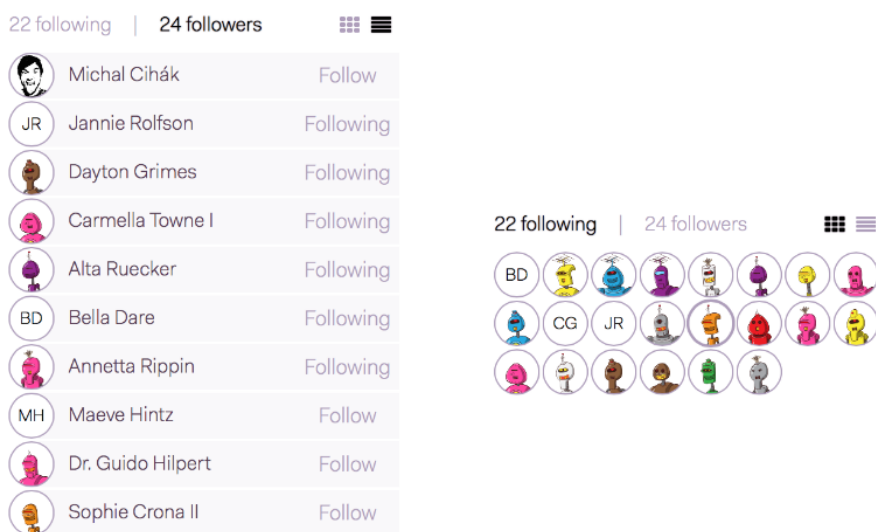 22 following | 24 followers
Michal Cihák Follow
JR Jannie Rolfson Following
Dayton Grimes Following
Carmella Towne I Following
Alta Ruecker Following
BD Bella Dare Following
Annetta Rippin Following
MH Maeve Hintz Follow
Dr. Guido Hilpert Follow
Sophie Crona II Follow
22 following | 24 followers
BD
CG JR